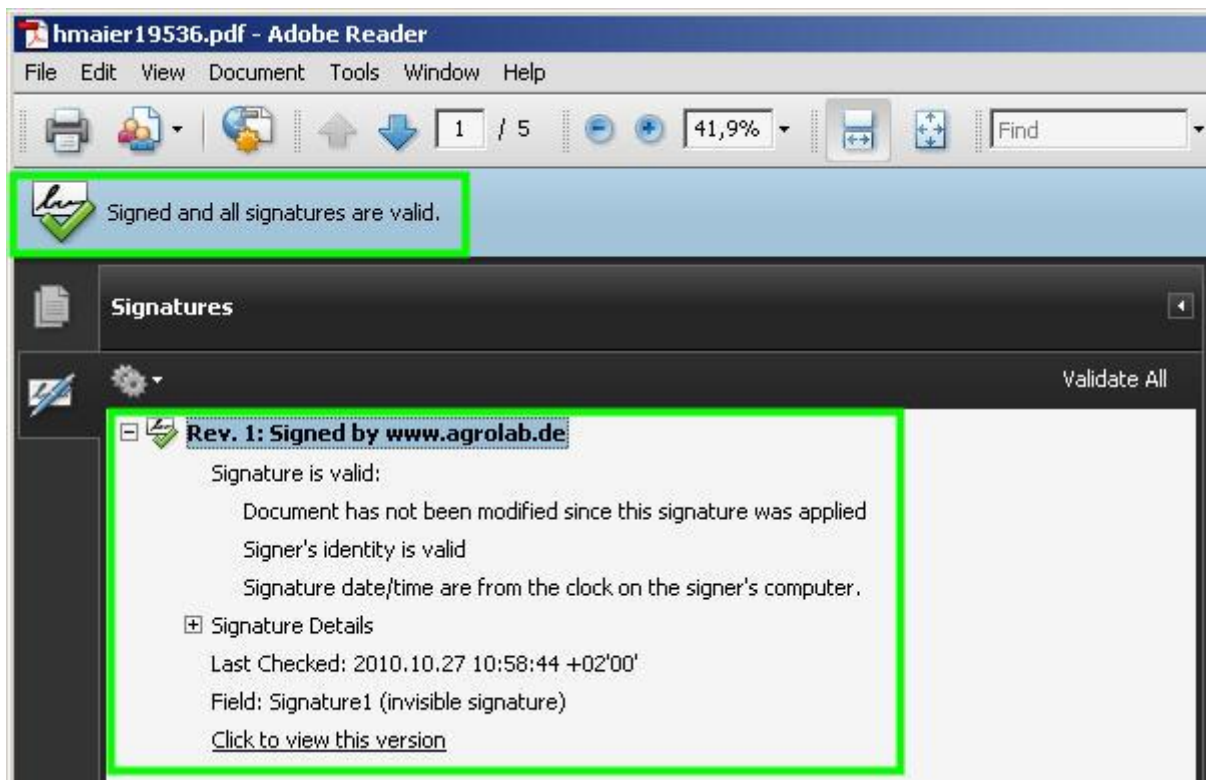 hmaier19536.pdf - Adobe Reader
File Edit View Document Tools Window Help
1 / 5 41,9% Find
Signed and all signatures are valid.
Signatures
Validate All
Rev. 1: Signed by www.agrolab.de
Signature is valid:
Document has not been modified since this signature was applied
Signer's identity is valid
Signature date/time are from the clock on the signer's computer.
Signature Details
Last Checked: 2010.10.27 10:58:44 +02'00'
Field: Signature1 (invisible signature)
Click to view this version